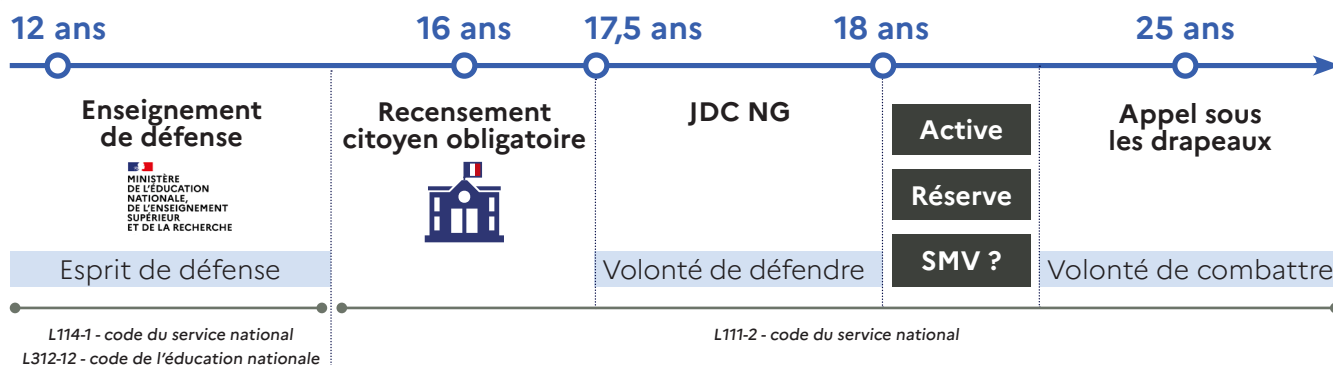 12 ans
16 ans
17,5 ans
18 ans
25 ans
Enseignement
de défense
MINISTÈRE
DE L'ÉDUCATION
NATIONALE,
DE L'ENSEIGNEMENT
SUPÉRIEUR
ET DE LA RECHERCHE
Esprit de défense
Recensement
citoyen obligatoire
JDC NG
Volonté de défendre
Active
Réserve
SMV ?
Appel sous
les drapeaux
Volonté de combattre
L114-1 - code du service national
L312-12 - code de l'éducation nationale
L111-2 - code du service national